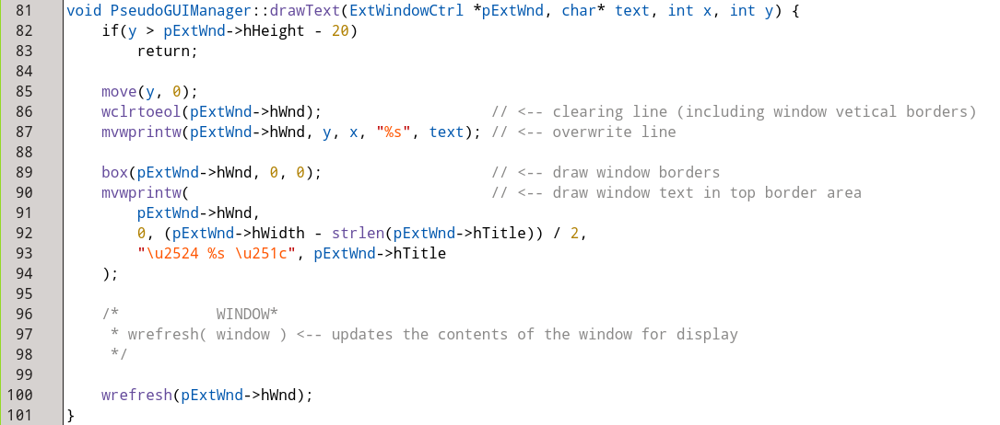 81 void PseudoGUIManager::drawText(ExtWindowCtrl *pExtWnd, char* text, int x, int y) {
82     if(y > pExtWnd->hHeight - 20)
83         return;
84
85     move(y, 0);
86     wclrtoeol(pExtWnd->hWnd);                   // <-- clearing line (including window vetical borders)
87     mvwprintw(pExtWnd->hWnd, y, x, "%s", text); // <-- overwrite line
88
89     box(pExtWnd->hWnd, 0, 0);                   // <-- draw window borders
90     mvwprintw(                                  // <-- draw window text in top border area
91         pExtWnd->hWnd,
92         0, (pExtWnd->hWidth - strlen(pExtWnd->hTitle)) / 2,
93         "\u2524 %s \u251c", pExtWnd->hTitle
94     );
95
96     /*           WINDOW*
97      * wrefresh( window ) <-- updates the contents of the window for display
98      */
99
100     wrefresh(pExtWnd->hWnd);
101 }